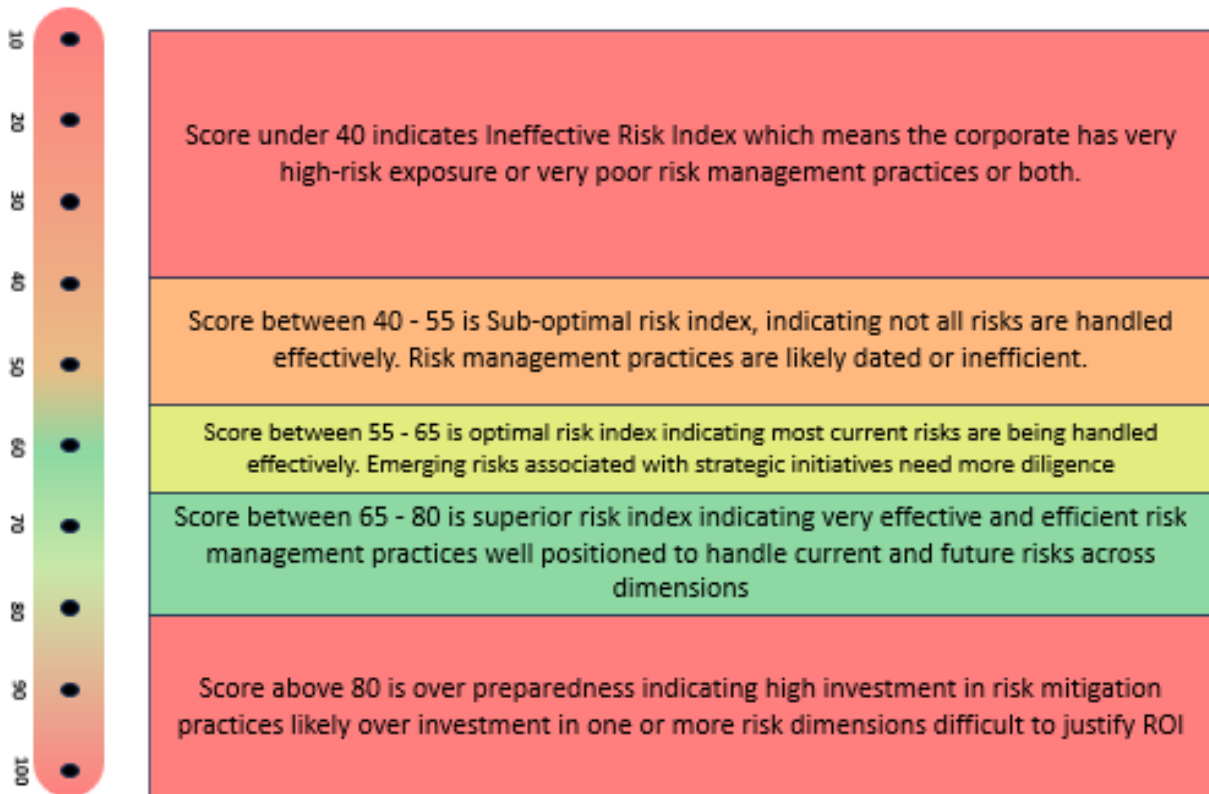 10
20
30
40
50
60
70
80
90
100
Score under 40 indicates Ineffective Risk Index which means the corporate has very
high-risk exposure or very poor risk management practices or both.
Score between 40 - 55 is Sub-optimal risk index, indicating not all risks are handled
effectively. Risk management practices are likely dated or inefficient.
Score between 55 - 65 is optimal risk index indicating most current risks are being handled
effectively. Emerging risks associated with strategic initiatives need more diligence
Score between 65 - 80 is superior risk index indicating very effective and efficient risk
management practices well positioned to handle current and future risks across
dimensions
Score above 80 is over preparedness indicating high investment in risk mitigation
practices likely over investment in one or more risk dimensions difficult to justify ROI